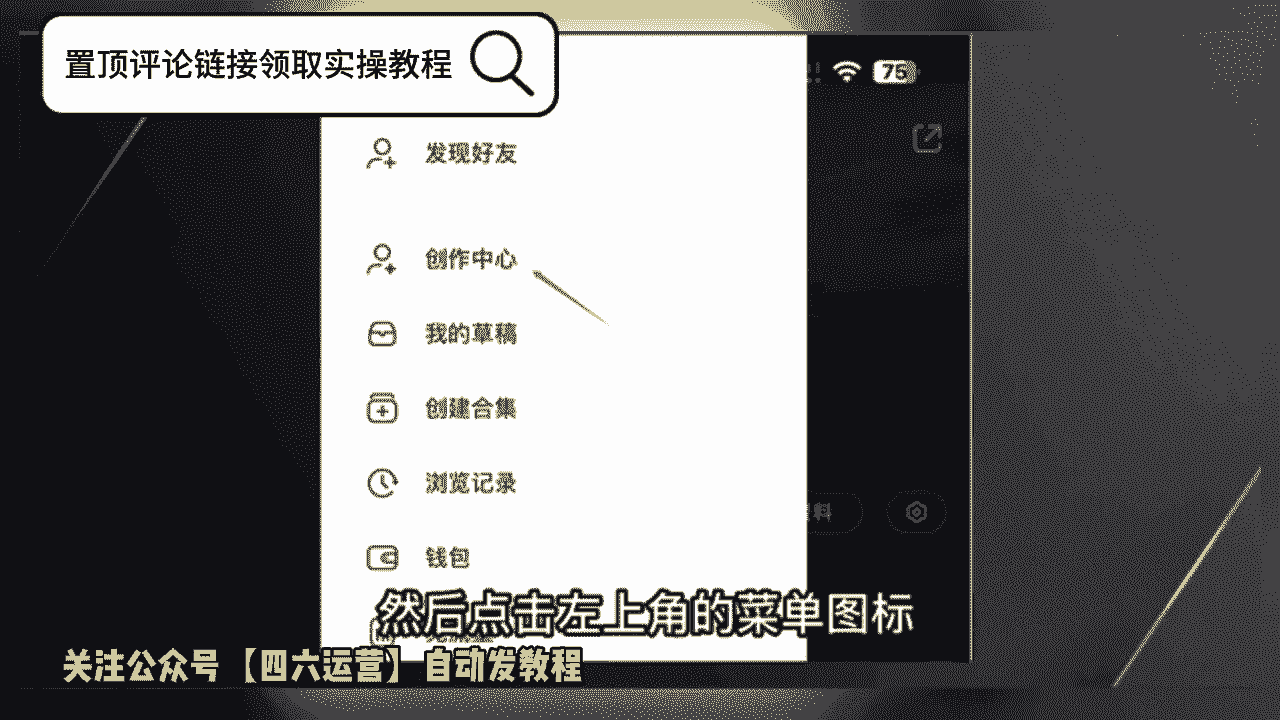 置顶评论链接领取实操教程
75
发现好友
创作中心
我的草稿
创建合集
浏览记录
料
钱包
然后点击左上角的菜单图标
关注公众号【四六运营】自动发教程